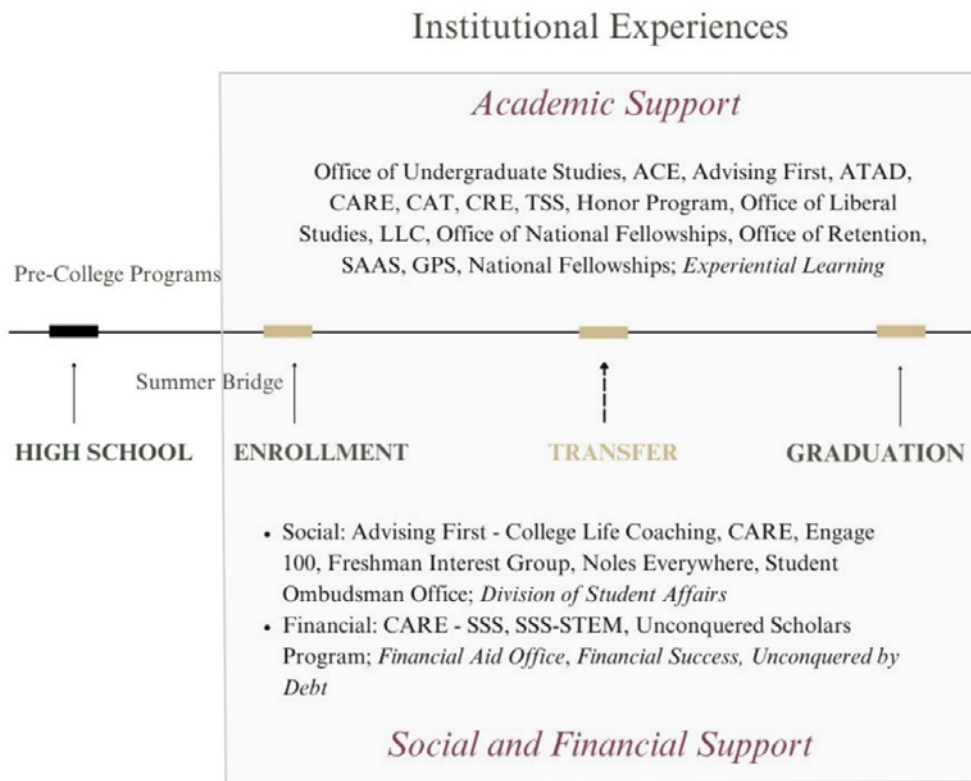 Institutional Experiences
Academic Support
Office of Undergraduate Studies, ACE, Advising First, ATAD,
CARE, CAT, CRE, TSS, Honor Program, Office of Liberal
Studies, LLC, Office of National Fellowships, Office of Retention,
SAAS, GPS, National Fellowships; Experiential Learning
Pre-College Programs
Summer Bridge
HIGH SCHOOL
ENROLLMENT
TRANSFER
GRADUATION
• Social: Advising First - College Life Coaching, CARE, Engage
100, Freshman Interest Group, Noles Everywhere, Student
Ombudsman Office; Division of Student Affairs
• Financial: CARE - SSS, SSS-STEM, Unconquered Scholars
Program; Financial Aid Office, Financial Success, Unconquered by
Debt
Social and Financial Support